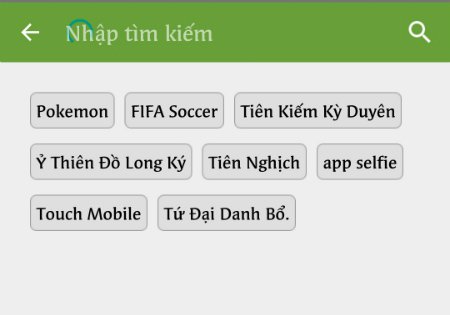 Nhập tìm kiếm
Pokemon FIFA Soccer Tiên Kiếm Kỳ Duyên
Ỷ Thiên Đồ Long Ký Tiên Nghịch app selfie
Touch Mobile Tứ Đại Danh Bổ.